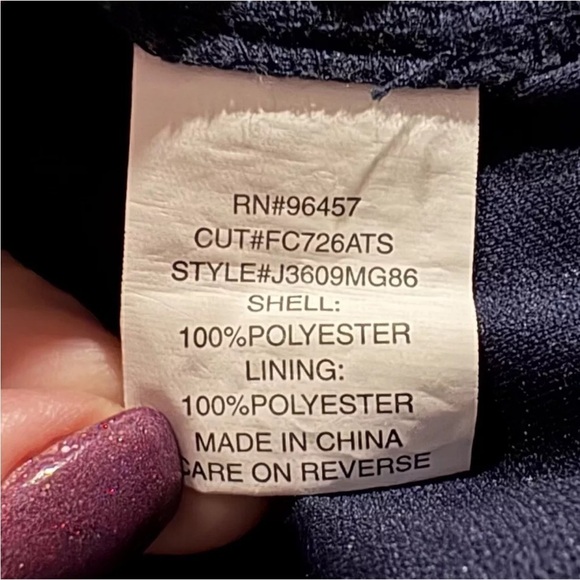 RN#96457
CUT#FC726ATS
STYLE#J3609MG86
SHELL:
100%POLYESTER
LINING:
100%POLYESTER
MADE IN CHINA
CARE ON REVERSE